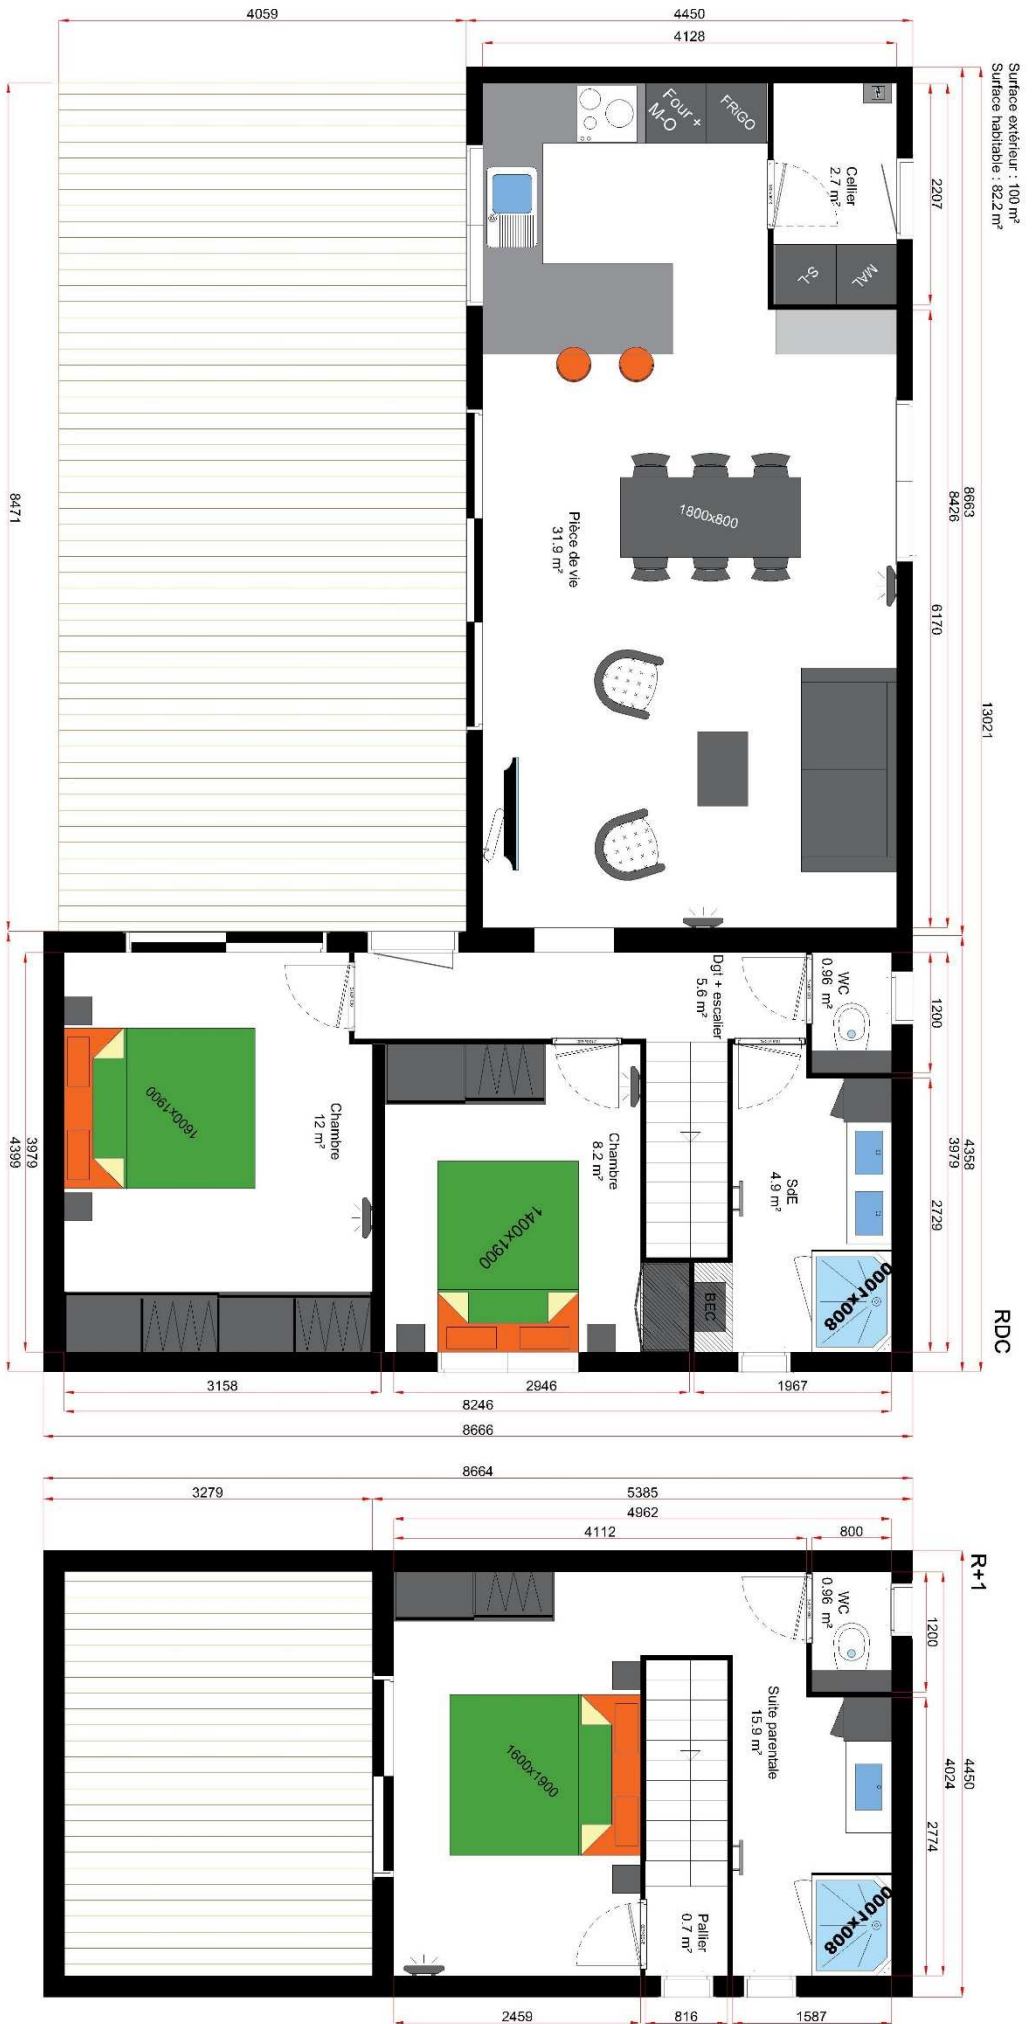 Surface extérieur : 100 m²
Surface habitable : 82.2 m²
RDC
4059
4450
4128
2207
8663
8426
6170
13021
8471
Cellier
2.7 m²
FRIGO
Four +
M-O
MAL
S-L
1800x800
Pièce de vie
31.9 m²
WC
0.96 m²
Dgt + escalier
5.6 m²
SdE
4.9 m²
800x1000
BEC
Chambre
8.2 m²
1400x1900
Chambre
12 m²
1600x1900
1200
2729
4358
3979
3979
4399
3158
2946
1967
8246
8666
R+1
8664
3279
5385
4962
4112
800
WC
0.96 m²
1200
2774
4450
4024
4450
Suite parentale
15.9 m²
1600x1900
800x1000
Pallier
0.7 m²
2459
816
1587